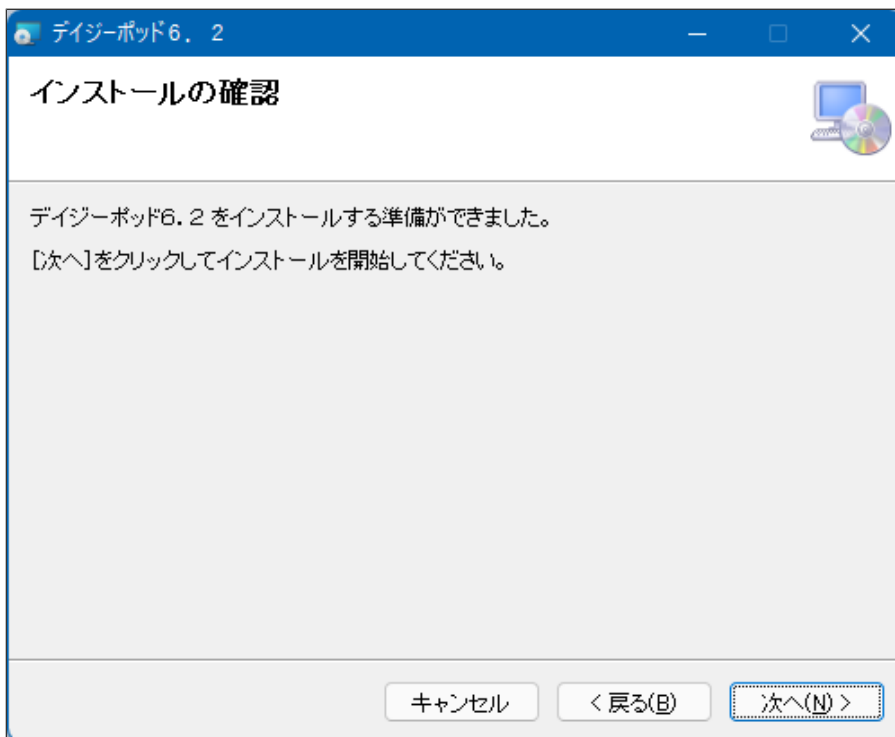 デイジーポッド6．2
インストールの確認
デイジーポッド6.2をインストールする準備ができました。
[次へ]をクリックしてインストールを開始してください。
キャンセル
< 戻る(B)
次へ(N) >